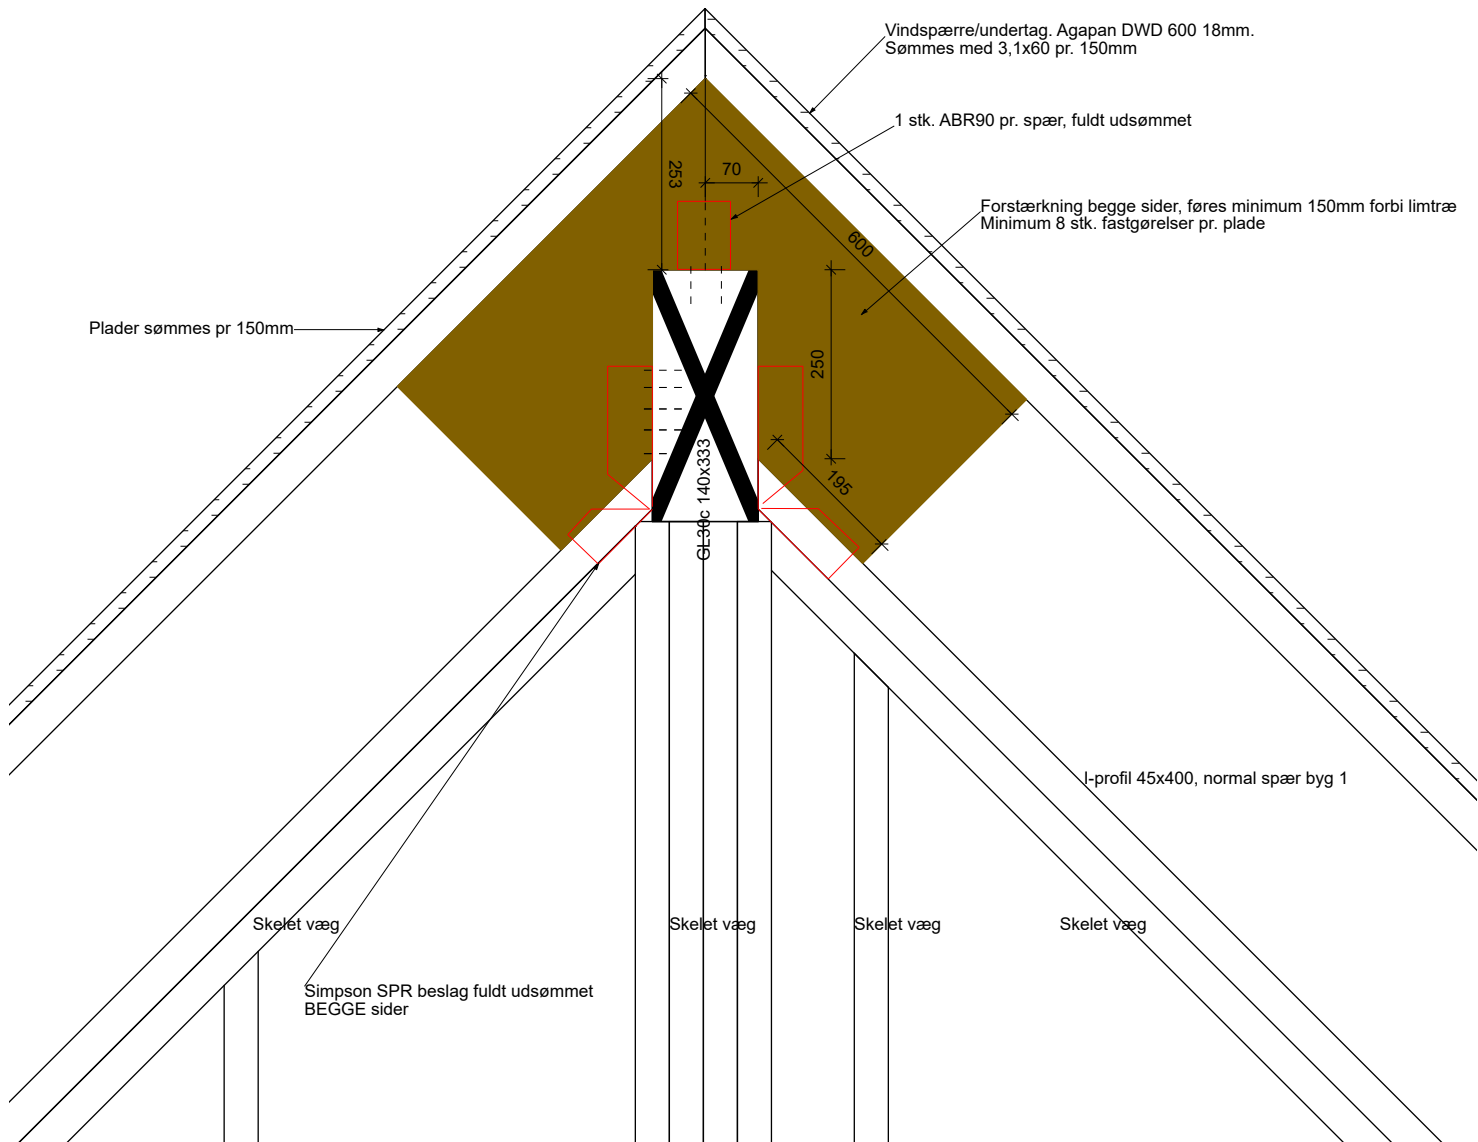 Vindspærre/undertag. Agapan DWD 600 18mm.
Sømmes med 3,1x60 pr. 150mm
1 stk. ABR90 pr. spær, fuldt udsømmet
253
70
Forstærkning begge sider, føres minimum 150mm forbi limtræ
Minimum 8 stk. fastgørelser pr. plade
600
Plader sømmes pr 150mm
250
195
GL30c 140x333
I-profil 45x400, normal spær byg 1
Skelet væg
Skelet væg
Skelet væg
Skelet væg
Simpson SPR beslag fuldt udsømmet
BEGGE sider